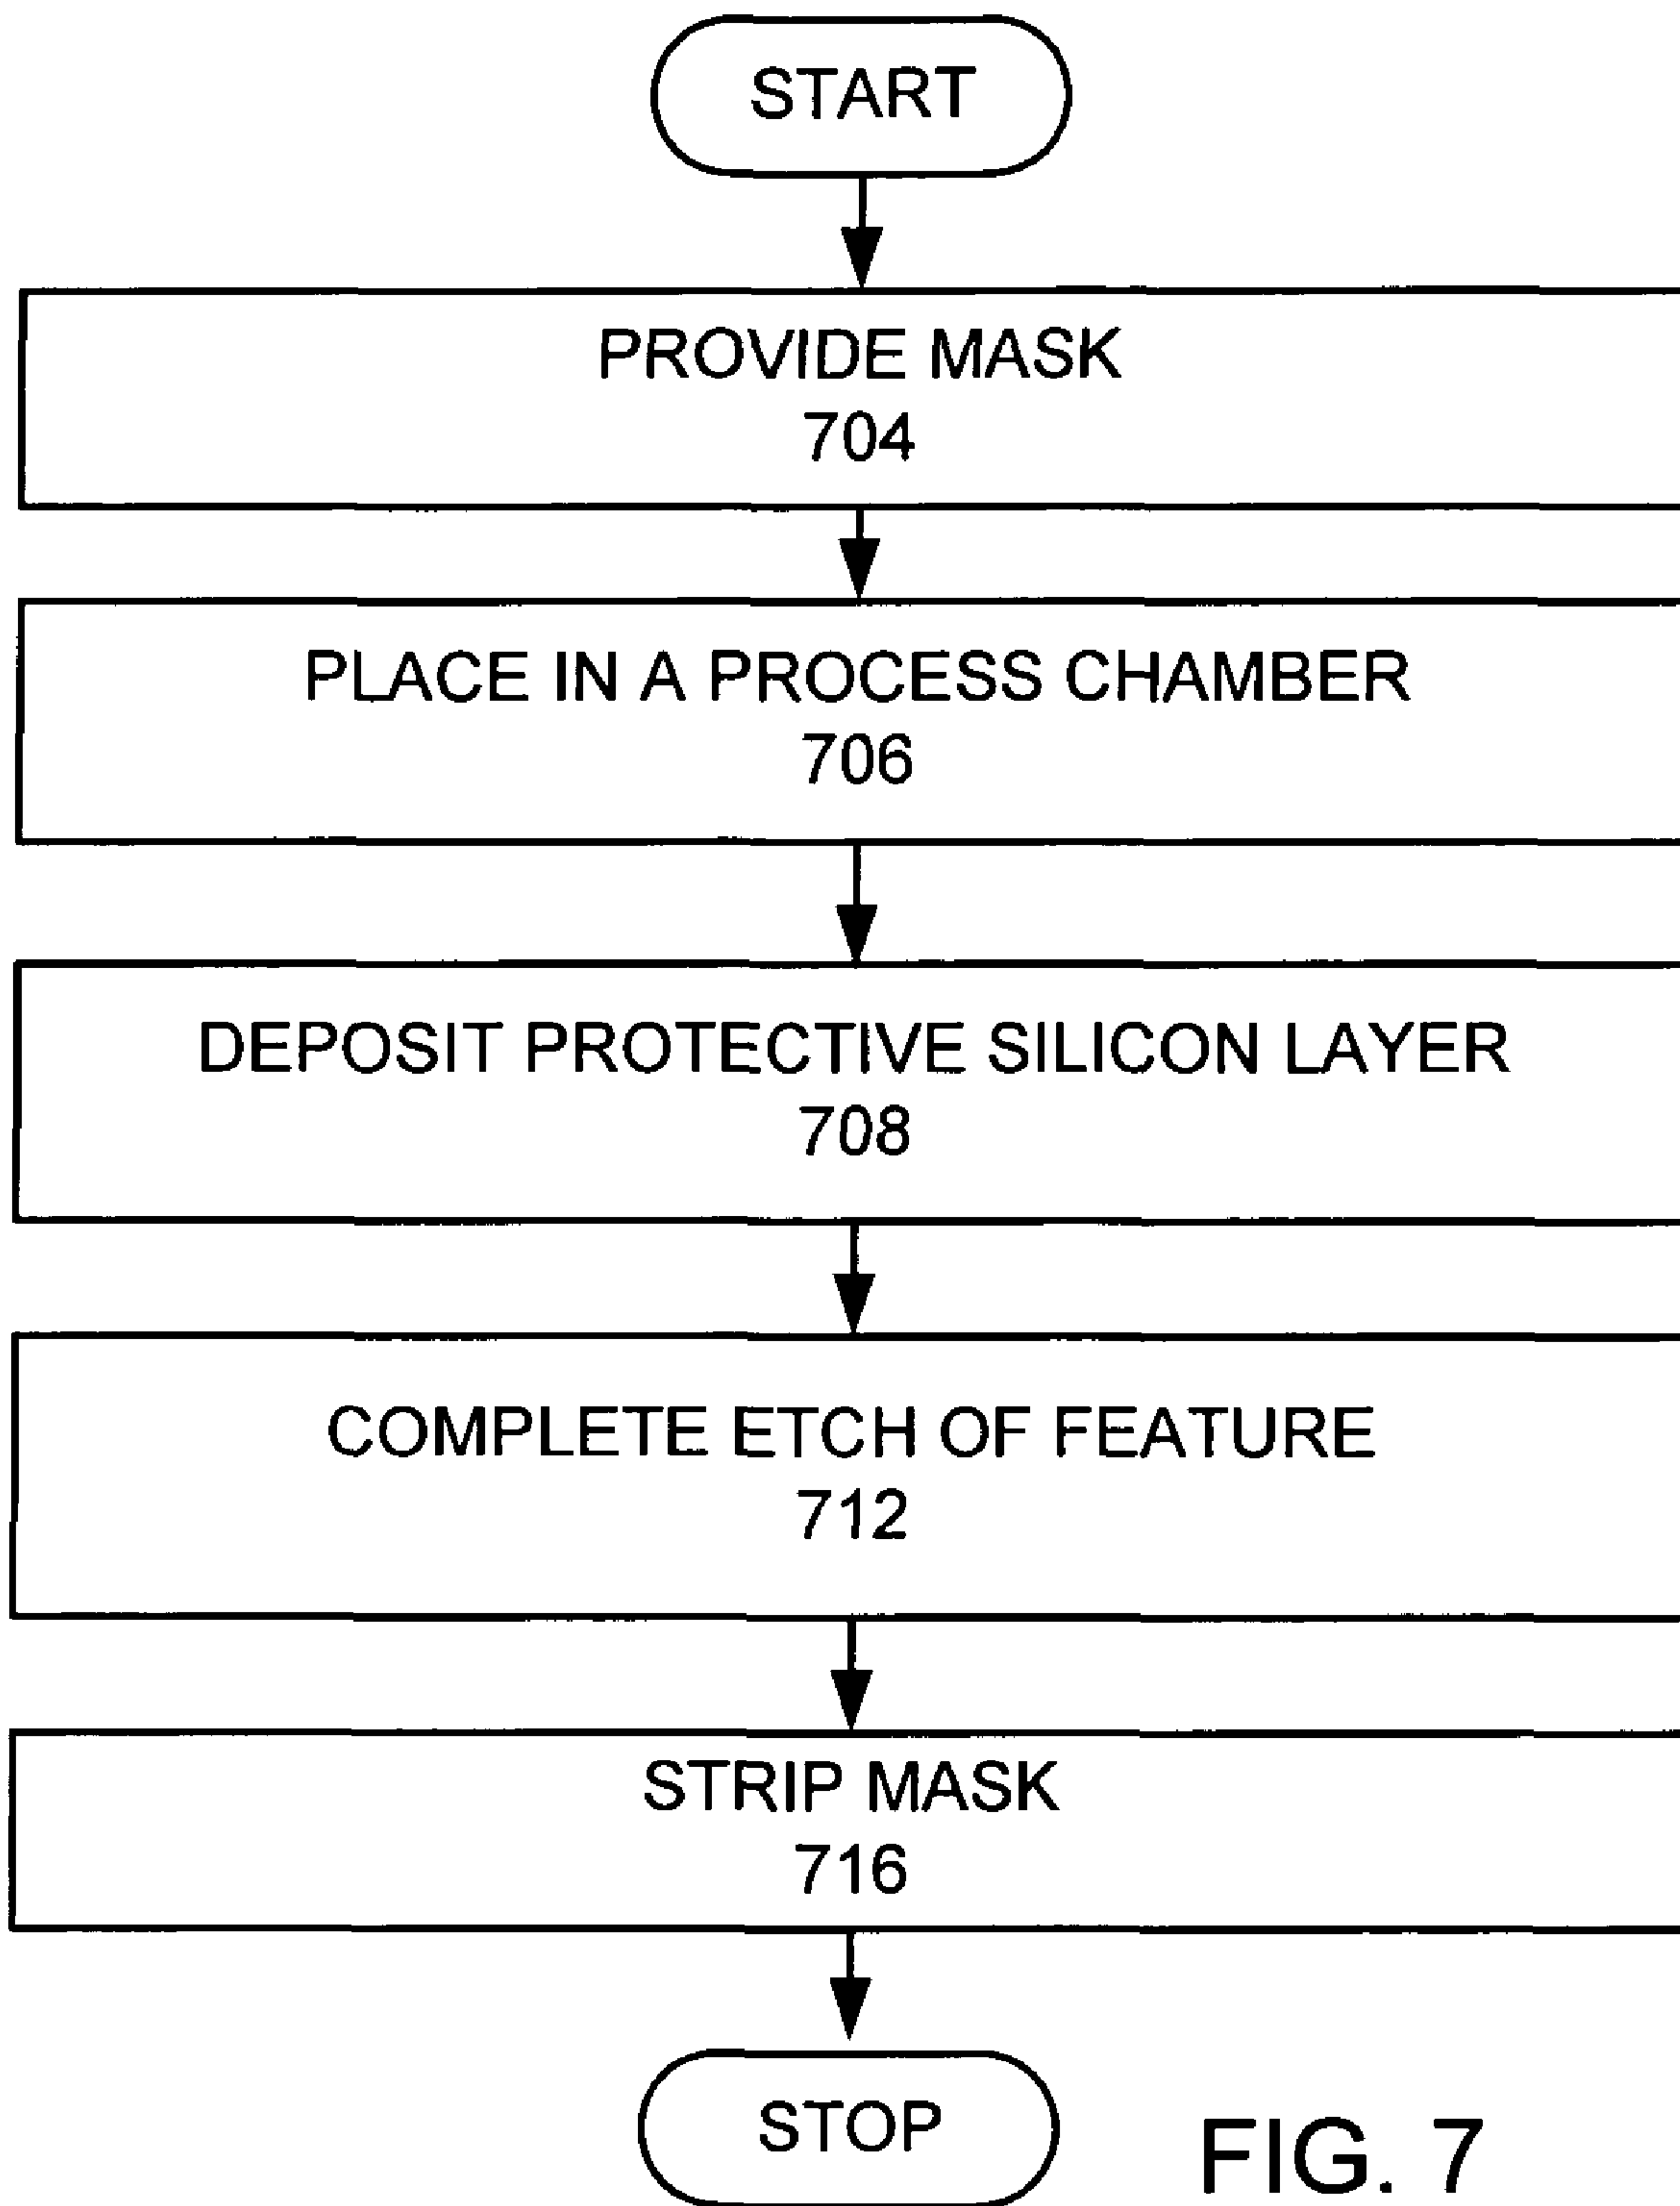 START
PROVIDE MASK
704
PLACE IN A PROCESS CHAMBER
706
DEPOSIT PROTECTIVE SILICON LAYER
708
COMPLETE ETCH OF FEATURE
712
STRIP MASK
716
STOP
FIG. 7